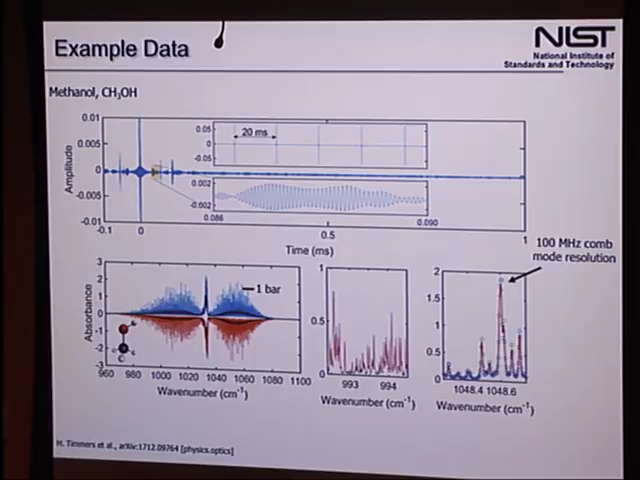 Example Data
NIST
National Institute of
Standards and Technology
Methanol, CH3OH
0.01
0.005
0
-0.005
-0.01
Amplitude
0.05
0
-0.05
20 ms
0.002
-0.002
0.086
0.090
-0.1
0
0.5
1
Time (ms)
100 MHz comb
mode resolution
3
2
1
0
-1
-2
-3
Absorbance
1 bar
960
980
1000
1020
1040
1060
1080
1100
Wavenumber (cm-1)
1
0.5
0
993
994
Wavenumber (cm-1)
2
1.5
1
0.5
0
1048.4
1048.6
Wavenumber (cm-1)
H. Timmers et al., arXiv:1712.09764 [physics.optics]